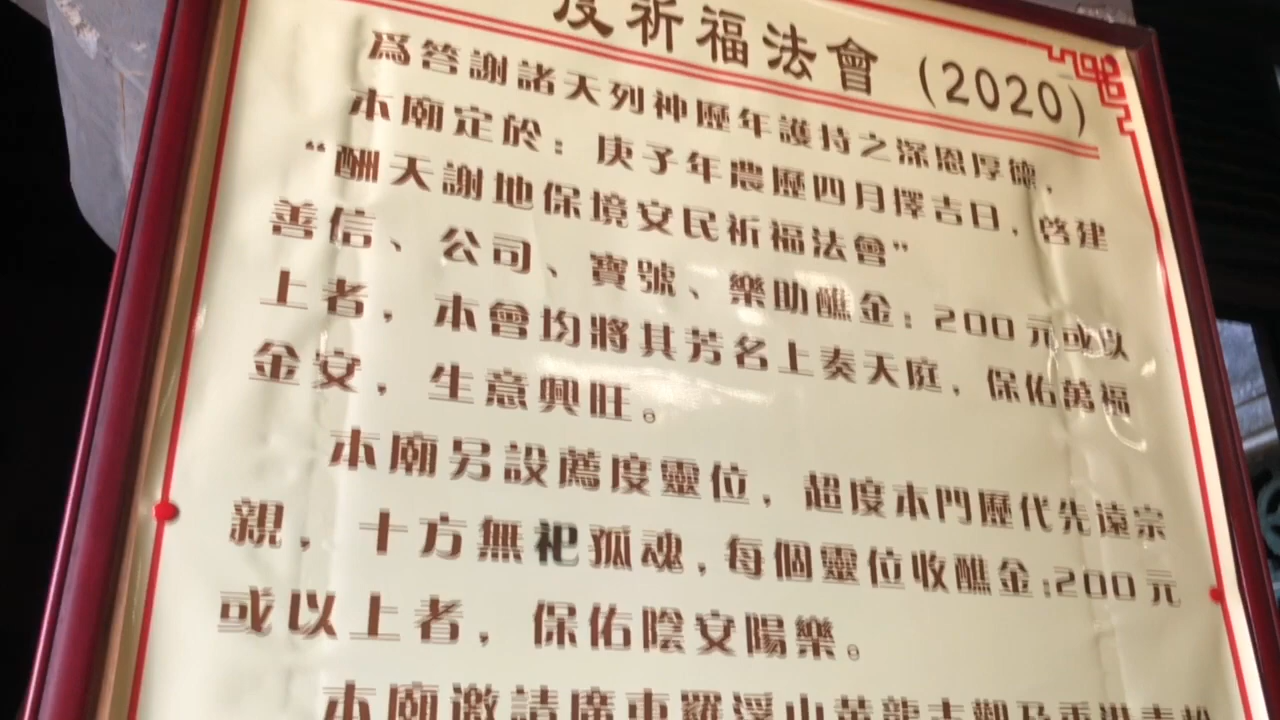 度祈福法會 (2020)
爲答謝諸天列神歷年護持之深恩厚德,
本廟定於:庚子年農歷四月擇吉日,啓建
“酬天謝地保境安民祈福法會”
善信、公司、寶號、樂助醮金:200元或以
上者,本會均將其芳名上奏天庭,保佑萬福
金安,生意興旺。
本廟另設薦度靈位,超度本門歷代先遠宗
親,十方無祀孤魂,每個靈位收醮金:200元
或以上者,保佑陰安陽樂。
本廟邀請廣東羅浮山黃龍古觀及香港青松